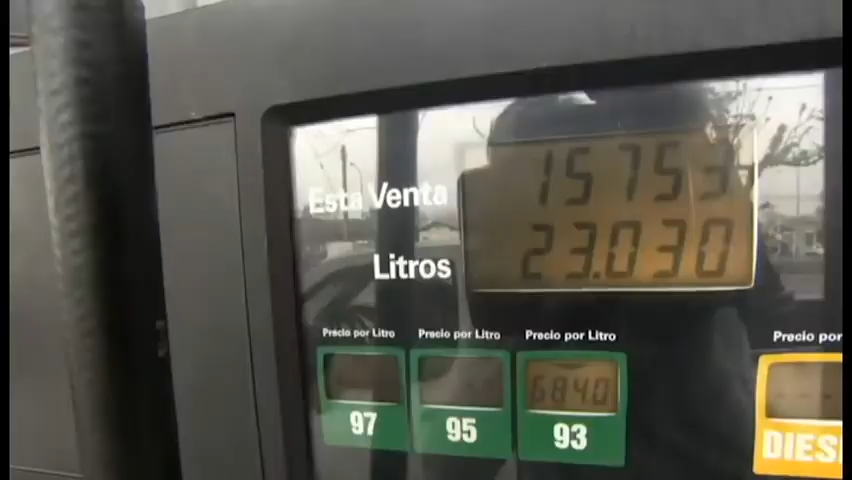 Esta Venta 15753
Litros 23.030
Precio por Litro Precio por Litro Precio por Litro Precio por
684.0
97 95 93 DIES